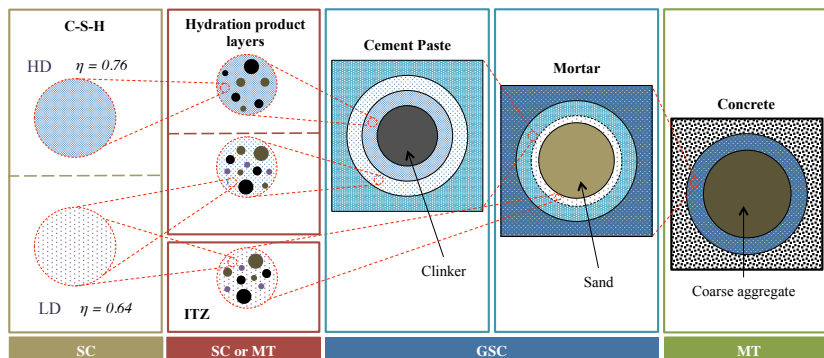 C-S-H
HD
η = 0.76
LD
η = 0.64
SC
Hydration product
layers
ITZ
SC or MT
Cement Paste
Clinker
Mortar
Sand
GSC
Concrete
Coarse aggregate
MT